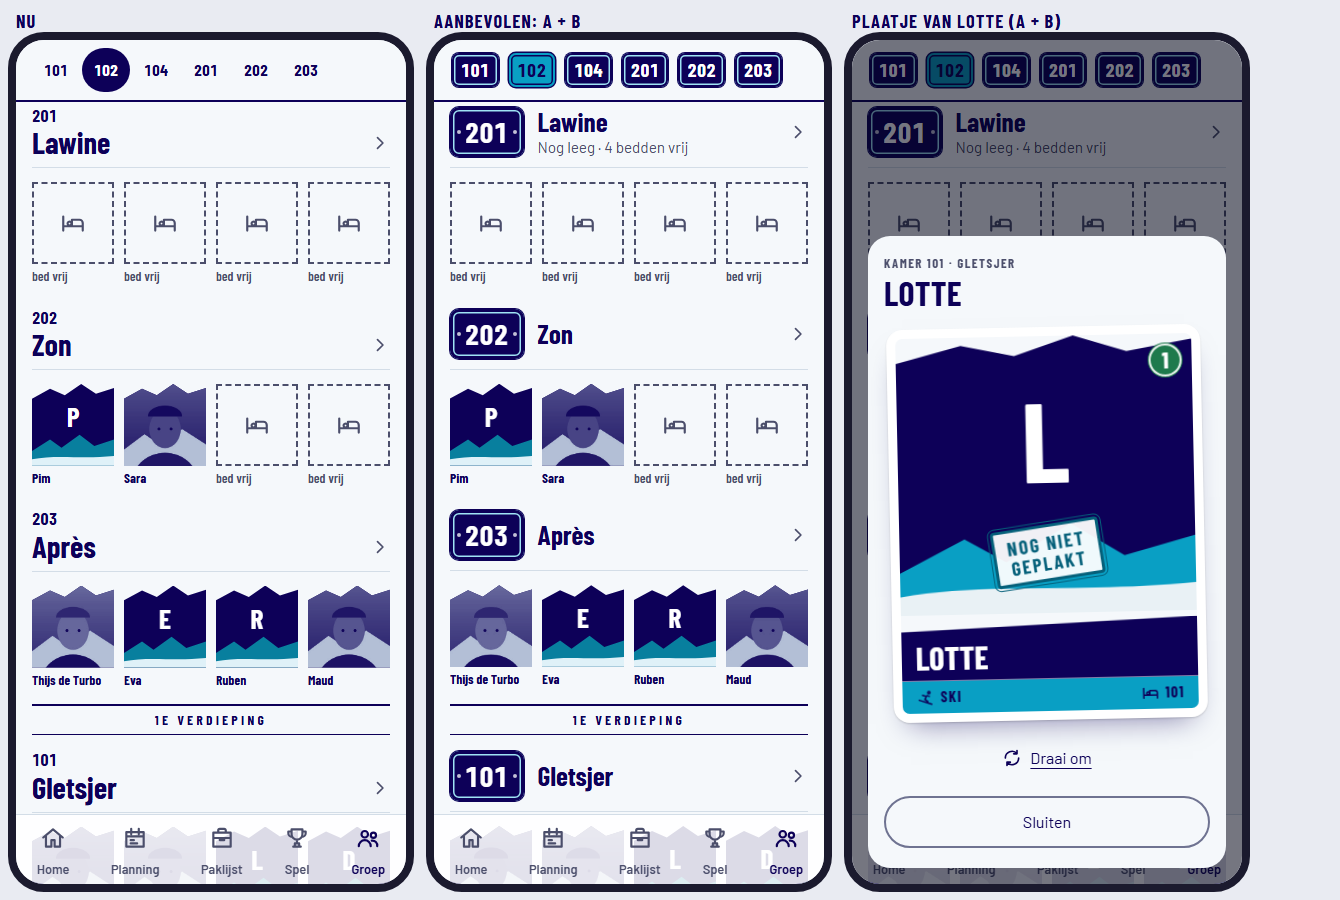 NU
101 102 104 201 202 203
201
Lawine
bed vrij bed vrij bed vrij bed vrij
202
Zon
P
Pim Sara bed vrij bed vrij
203
Après
E R
Thijs de Turbo Eva Ruben Maud
1E VERDIEPING
101
Gletsjer
L D
Home Planning Paklijst Spel Groep
AANBEVOLEN: A + B
101 102 104 201 202 203
201 Lawine
Nog leeg · 4 bedden vrij
bed vrij bed vrij bed vrij bed vrij
202 Zon
P
Pim Sara bed vrij bed vrij
203 Après
E R
Thijs de Turbo Eva Ruben Maud
1E VERDIEPING
101 Gletsjer
L D
Home Planning Paklijst Spel Groep
PLAATJE VAN LOTTE (A + B)
101 102 104 201 202 203
201 Lawine
Nog leeg · 4 bedden vrij
KAMER 101 · GLETSJER
LOTTE
1
L
NOG NIET
GEPLAKT
LOTTE
SKI 101
Draai om
Sluiten
Home Planning Paklijst Spel Groep